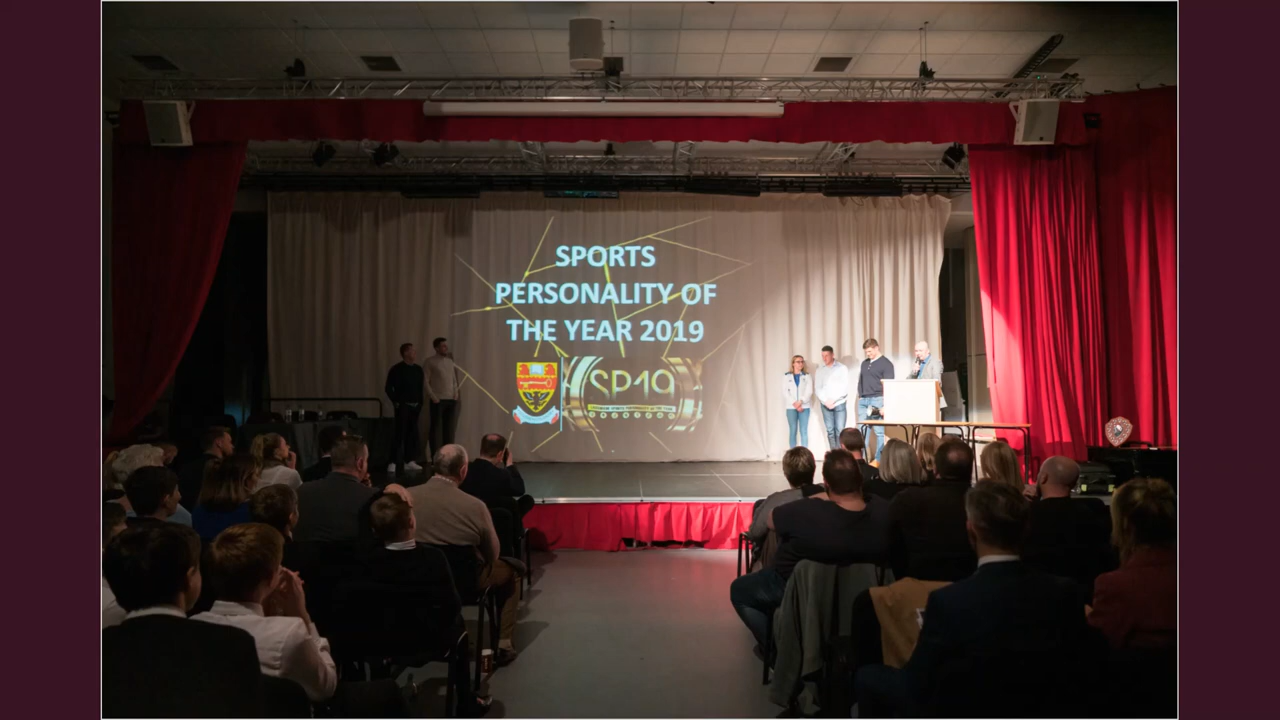 SPORTS
PERSONALITY OF
THE YEAR 2019
SP19